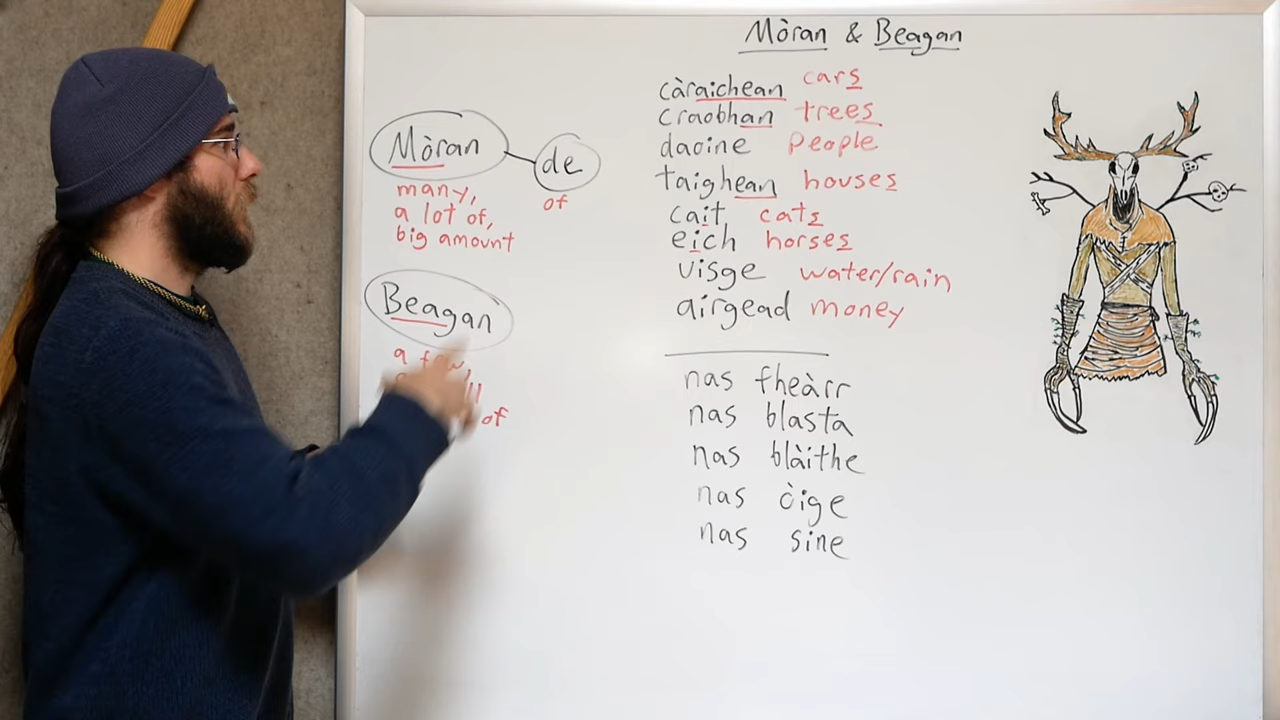 Mòran & Beagan
Mòran de
many, of
a lot of,
big amount
Beagan
a few,
of
càraichean cars
craobhan trees
daoine People
taighean houses
cait cats
eich horses
uisge water/rain
airgead money
nas fheàrr
nas blasta
nas blàithe
nas òige
nas sine